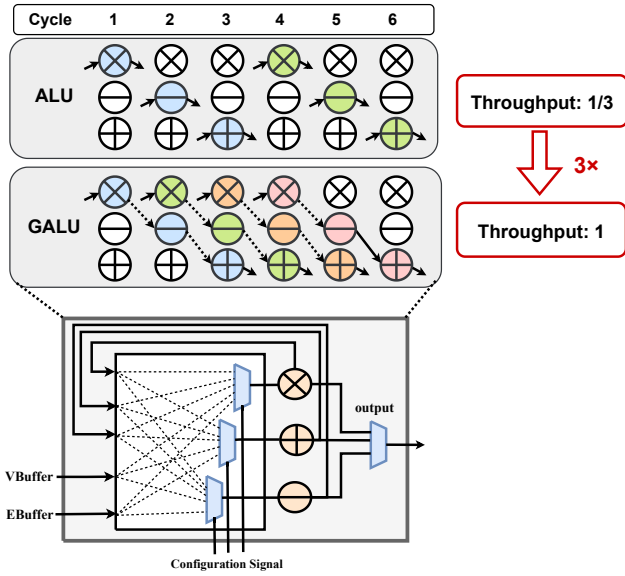 Cycle 1 2 3 4 5 6
ALU
Throughput: 1/3
3×
GALU
Throughput: 1
output
VBuffer
EBuffer
Configuration Signal